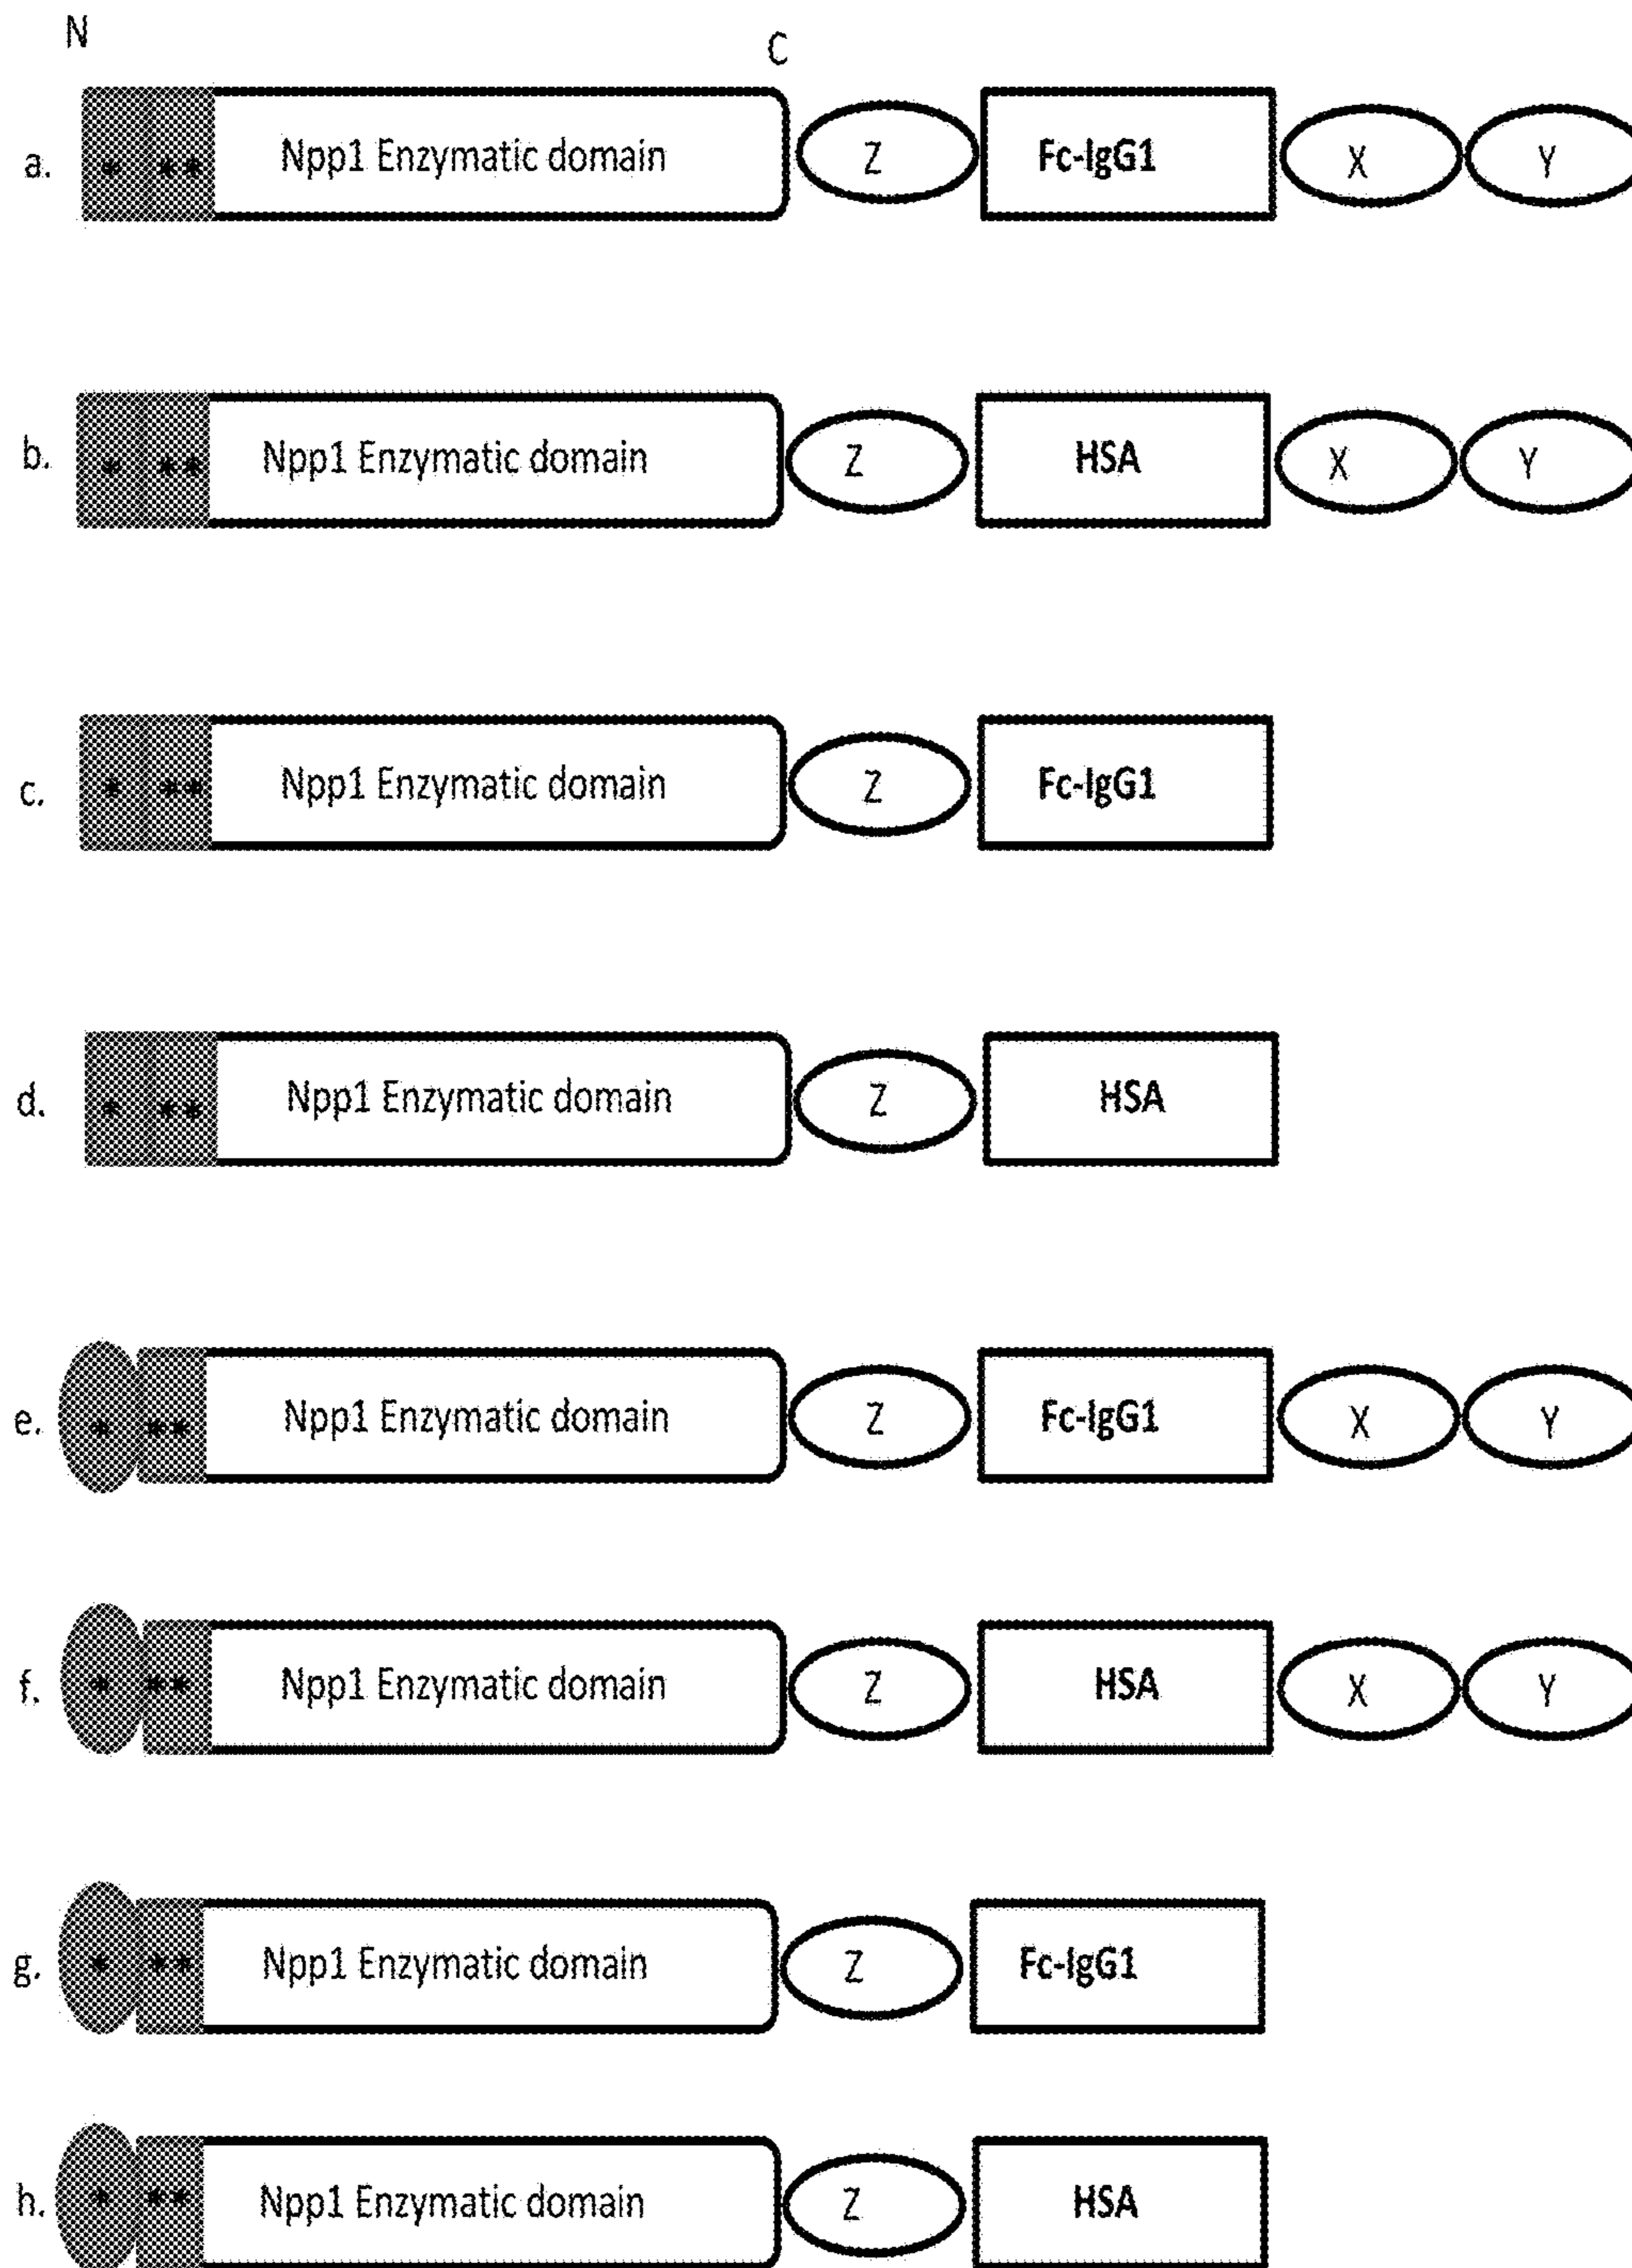 N
C
a. * ** Npp1 Enzymatic domain Z Fc-IgG1 X Y
b. * ** Npp1 Enzymatic domain Z HSA X Y
c. * ** Npp1 Enzymatic domain Z Fc-IgG1
d. * ** Npp1 Enzymatic domain Z HSA
e. * ** Npp1 Enzymatic domain Z Fc-IgG1 X Y
f. * ** Npp1 Enzymatic domain Z HSA X Y
g. * ** Npp1 Enzymatic domain Z Fc-IgG1
h. * ** Npp1 Enzymatic domain Z HSA